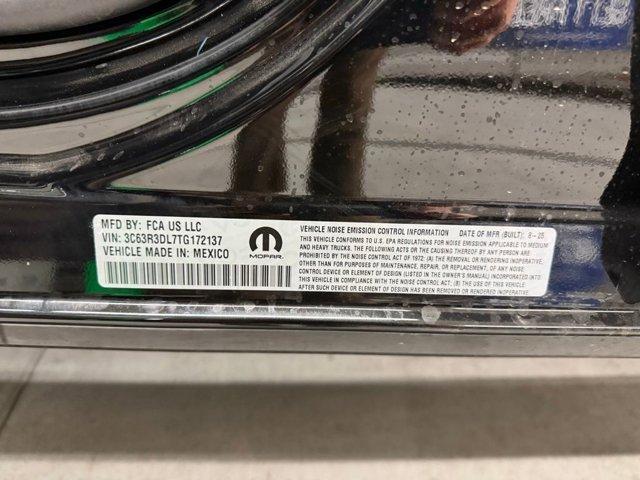 MFD BY: FCA US LLC
VIN: 3C63R3DL7TG172137
VEHICLE MADE IN: MEXICO
MOPAR.
VEHICLE NOISE EMISSION CONTROL INFORMATION DATE OF MFR (BUILT): 8-25
THIS VEHICLE CONFORMS TO U.S. EPA REGULATIONS FOR NOISE EMISSION APPLICABLE TO MEDIUM
AND HEAVY TRUCKS. THE FOLLOWING ACTS OR THE CAUSING THEREOF BY ANY PERSON ARE
PROHIBITED BY THE NOISE CONTROL ACT OF 1972: (A) THE REMOVAL OR RENDERING INOPERATIVE,
OTHER THAN FOR PURPOSES OF MAINTENANCE, REPAIR, OR REPLACEMENT, OF ANY NOISE
CONTROL DEVICE OR ELEMENT OF DESIGN (LISTED IN THE OWNER'S MANUAL) INCORPORATED INTO
THIS VEHICLE IN COMPLIANCE WITH THE NOISE CONTROL ACT; (B) THE USE OF THIS VEHICLE
AFTER SUCH DEVICE OR ELEMENT OF DESIGN HAS BEEN REMOVED OR RENDERED INOPERATIVE.